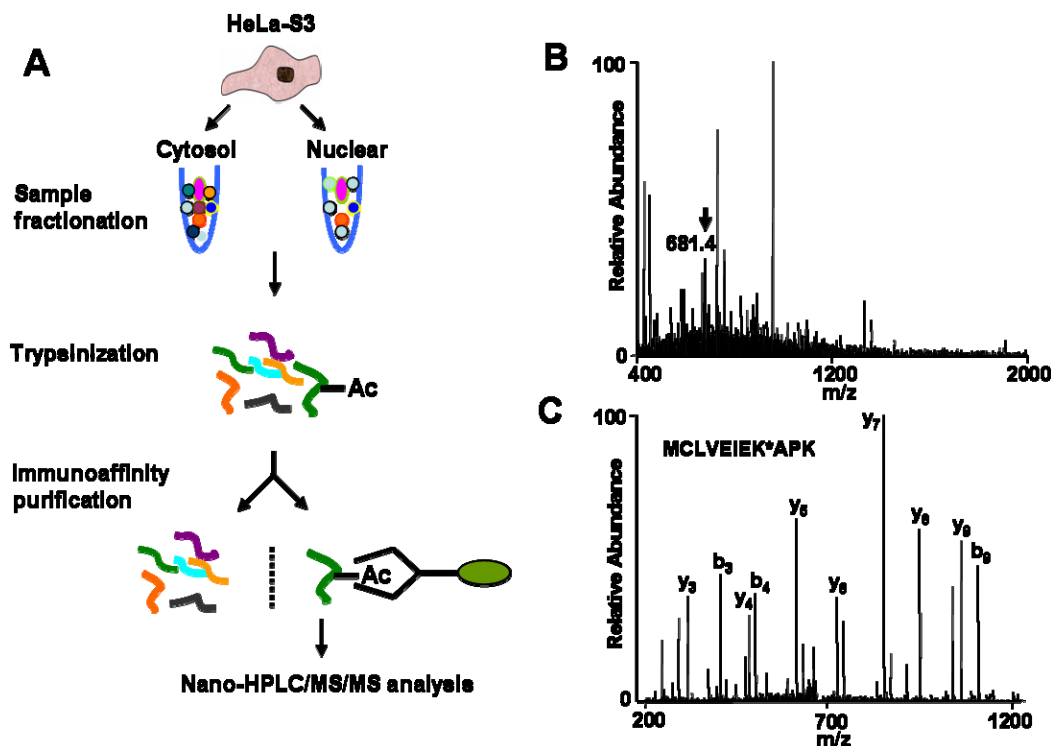 A
HeLa-S3
Cytosol
Nuclear
Sample
fractionation
Trypsinization
Ac
Immunoaffinity
purification
Ac
Nano-HPLC/MS/MS analysis
B
100
Relative Abundance
681.4
0
400
1200
2000
m/z
C
100
Relative Abundance
MCLVEIEK*APK
y7
y5
y8
y9
b9
b3
y3
b4
y4
y6
0
200
700
1200
m/z